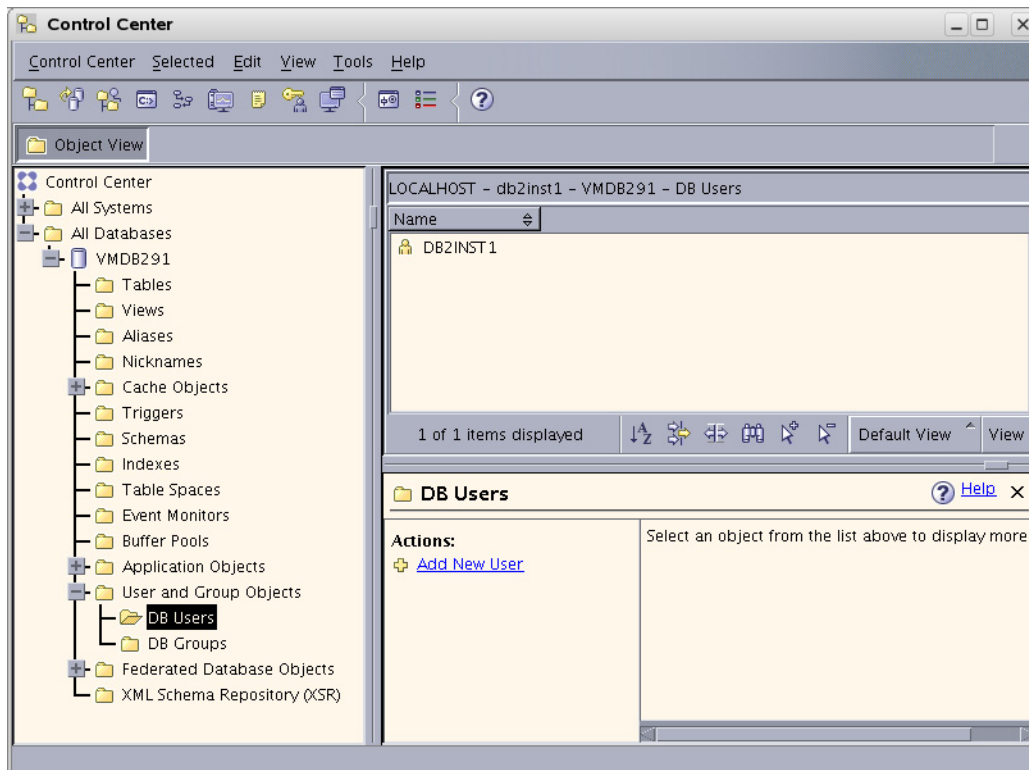 Control Center
Control Center Selected Edit View Tools Help
Object View
Control Center
All Systems
All Databases
VMDB291
Tables
Views
Aliases
Nicknames
Cache Objects
Triggers
Schemas
Indexes
Table Spaces
Event Monitors
Buffer Pools
Application Objects
User and Group Objects
DB Users
DB Groups
Federated Database Objects
XML Schema Repository (XSR)
LOCALHOST - db2inst1 - VMDB291 - DB Users
Name
DB2INST1
1 of 1 items displayed Default View View
DB Users Help
Actions:
Add New User
Select an object from the list above to display more